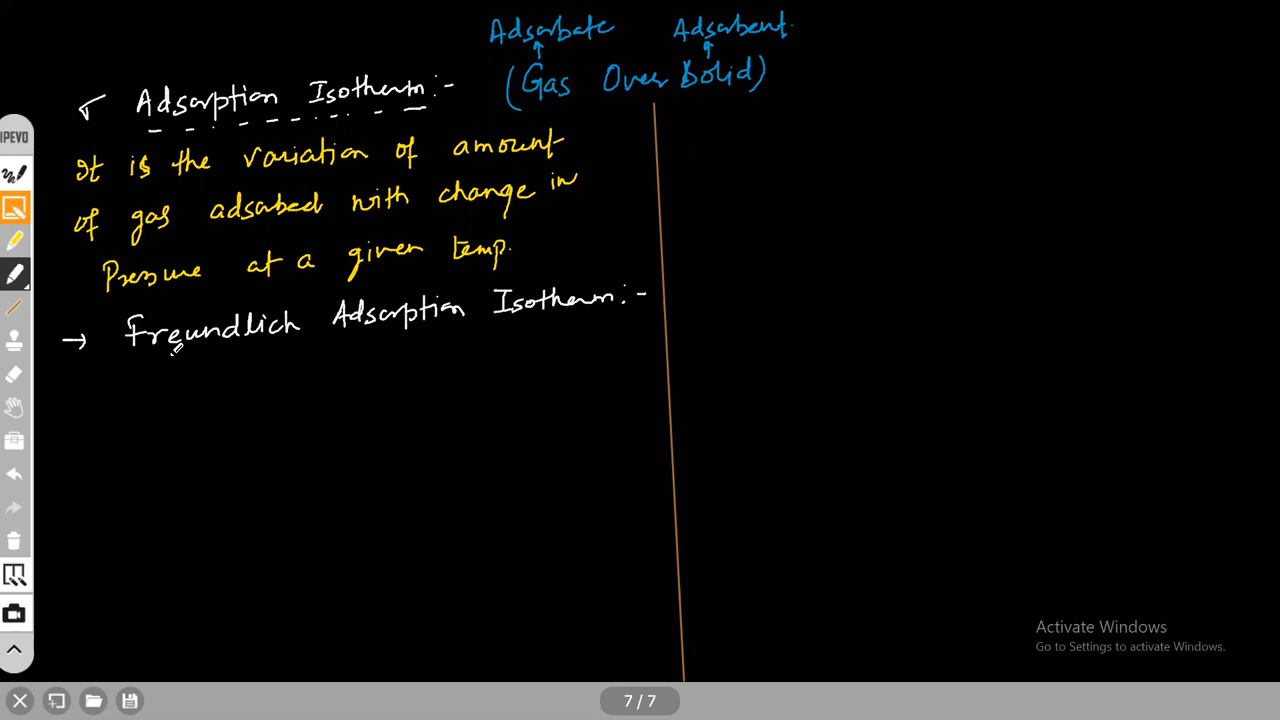 Adsorbate Adsorbent.
(Gas Over Solid)
Adsorption Isotherm:-
It is the variation of amount
of gas adsabed with change in
Pressure at a given temp.
→ Freundlich Adsorption Isotherm:-
IPEVO
Activate Windows
Go to Settings to activate Windows.
7 / 7